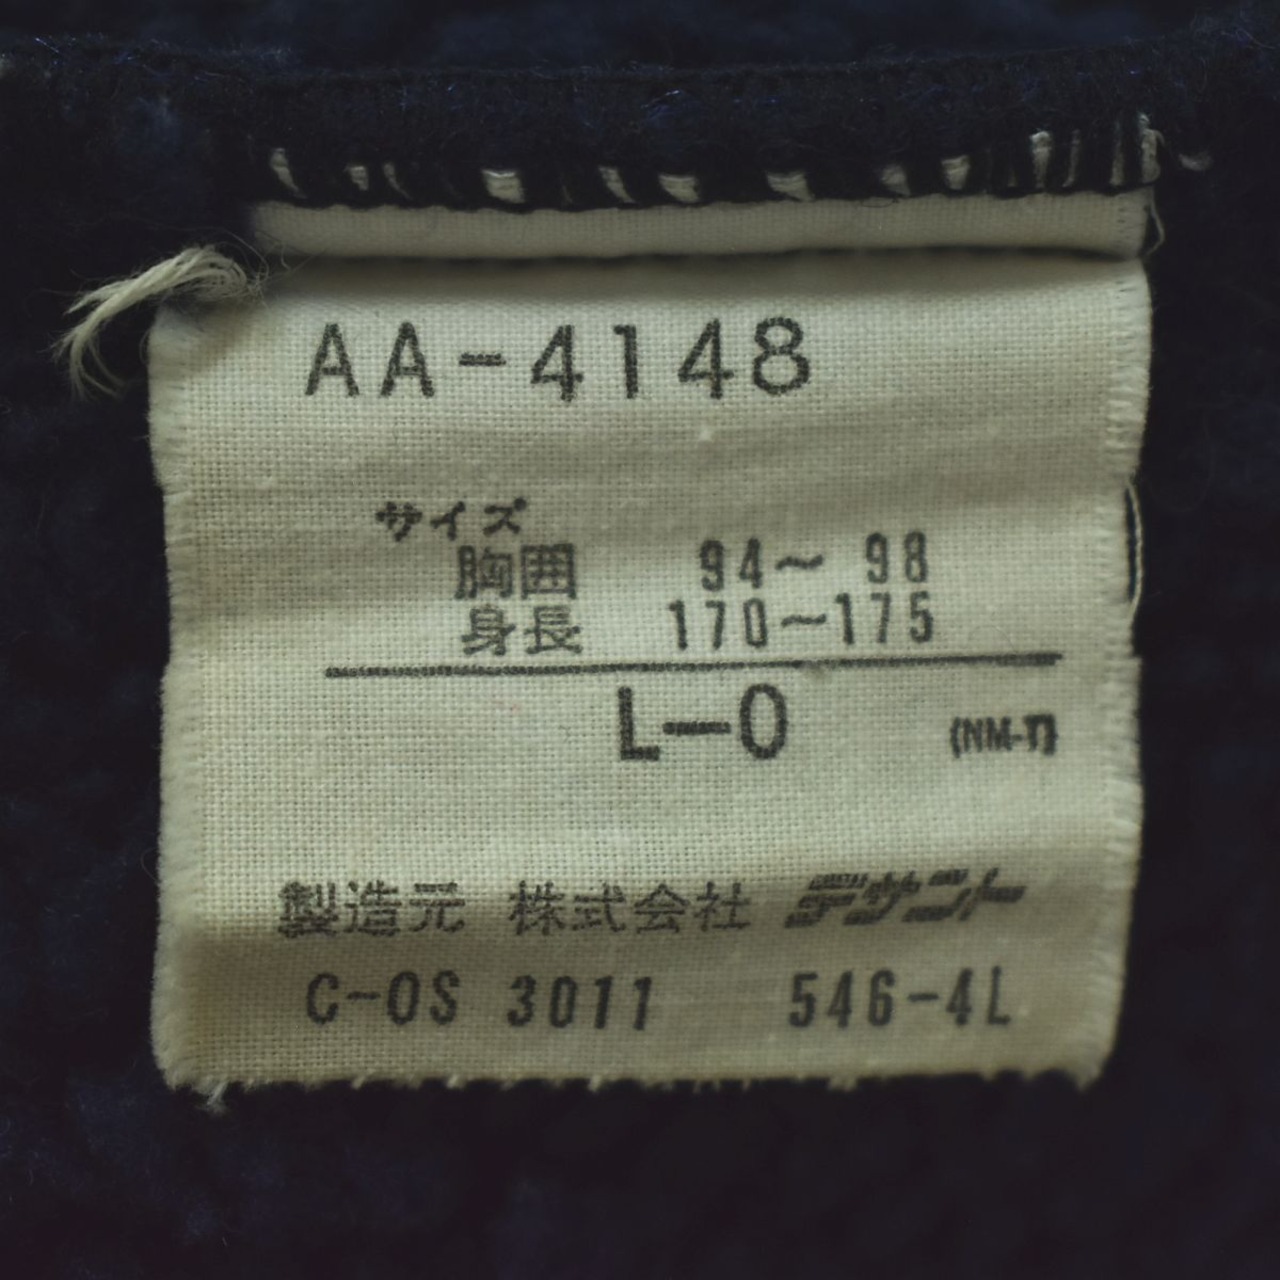 AA-4148
サイズ
胸囲 94～98
身長 170～175
L-O (NM-T)
製造元 株式会社 デサント
C-OS 3011 546-4L